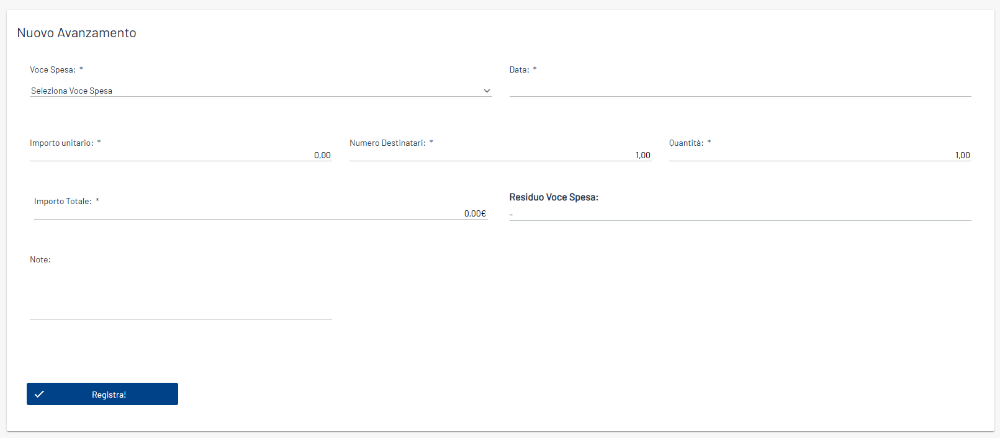 Nuovo Avanzamento
Voce Spesa: *
Data: *
Seleziona Voce Spesa
Importo unitario: *
Numero Destinatari: *
Quantità: *
0,00
1,00
1,00
Importo Totale: *
Residuo Voce Spesa:
0,00€
-
Note:
Registra!